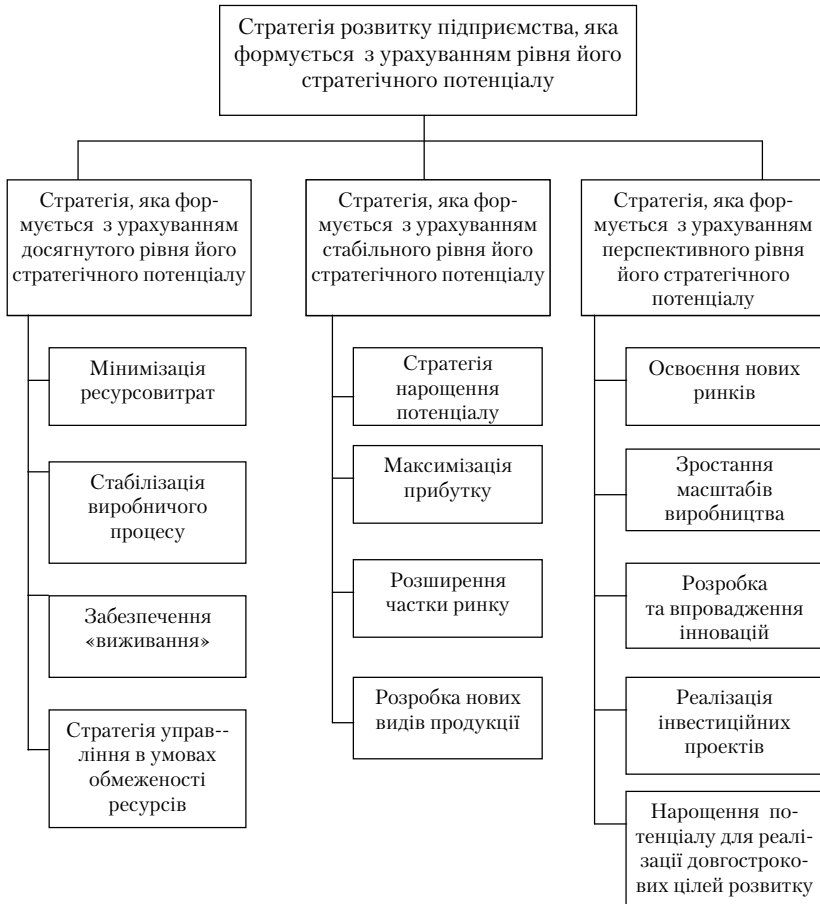 Стратегія розвитку підприємства, яка
формується з урахуванням рівня його
стратегічного потенціалу
Стратегія, яка фор-
мується з урахуванням
досягнутого рівня його
стратегічного потенціалу
Стратегія, яка фор-
мується з урахуванням
стабільного рівня його
стратегічного потенціалу
Стратегія, яка фор-
мується з урахуванням
перспективного рівня
його стратегічного
потенціалу
Мінімізація
ресурсовитрат
Стабілізація
виробничого
процесу
Забезпечення
«виживання»
Стратегія управ--
ління в умовах
обмеженості
ресурсів
Стратегія
нарощення
потенціалу
Максимізація
прибутку
Розширення
частки ринку
Розробка нових
видів продукції
Освоєння нових
ринків
Зростання
масштабів
виробництва
Розробка
та впровадження
інновацій
Реалізація
інвестиційних
проектів
Нарощення по-
тенціалу для реалі-
зації довгостроко-
вих цілей розвитку